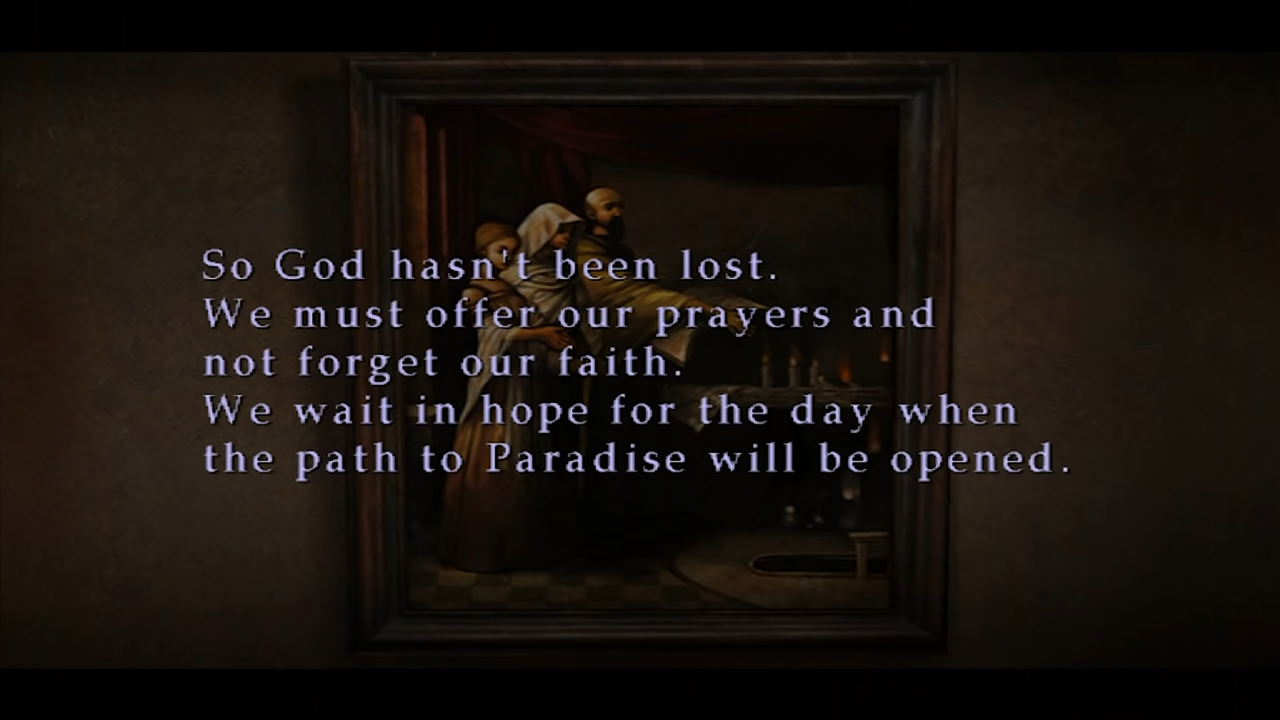 So God hasn't been lost.
We must offer our prayers and
not forget our faith.
We wait in hope for the day when
the path to Paradise will be opened.